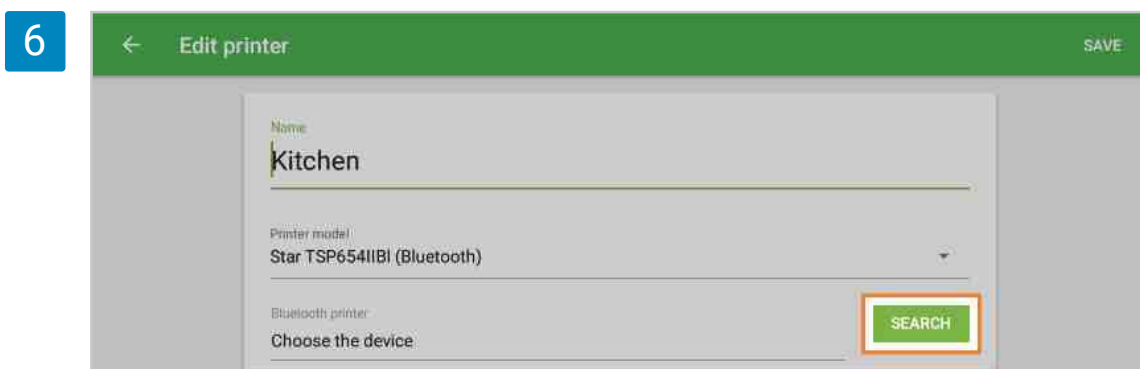 6
← Edit printer SAVE
Name
Kitchen
Printer model
Star TSP654IIBI (Bluetooth)
Bluetooth printer
Choose the device
SEARCH